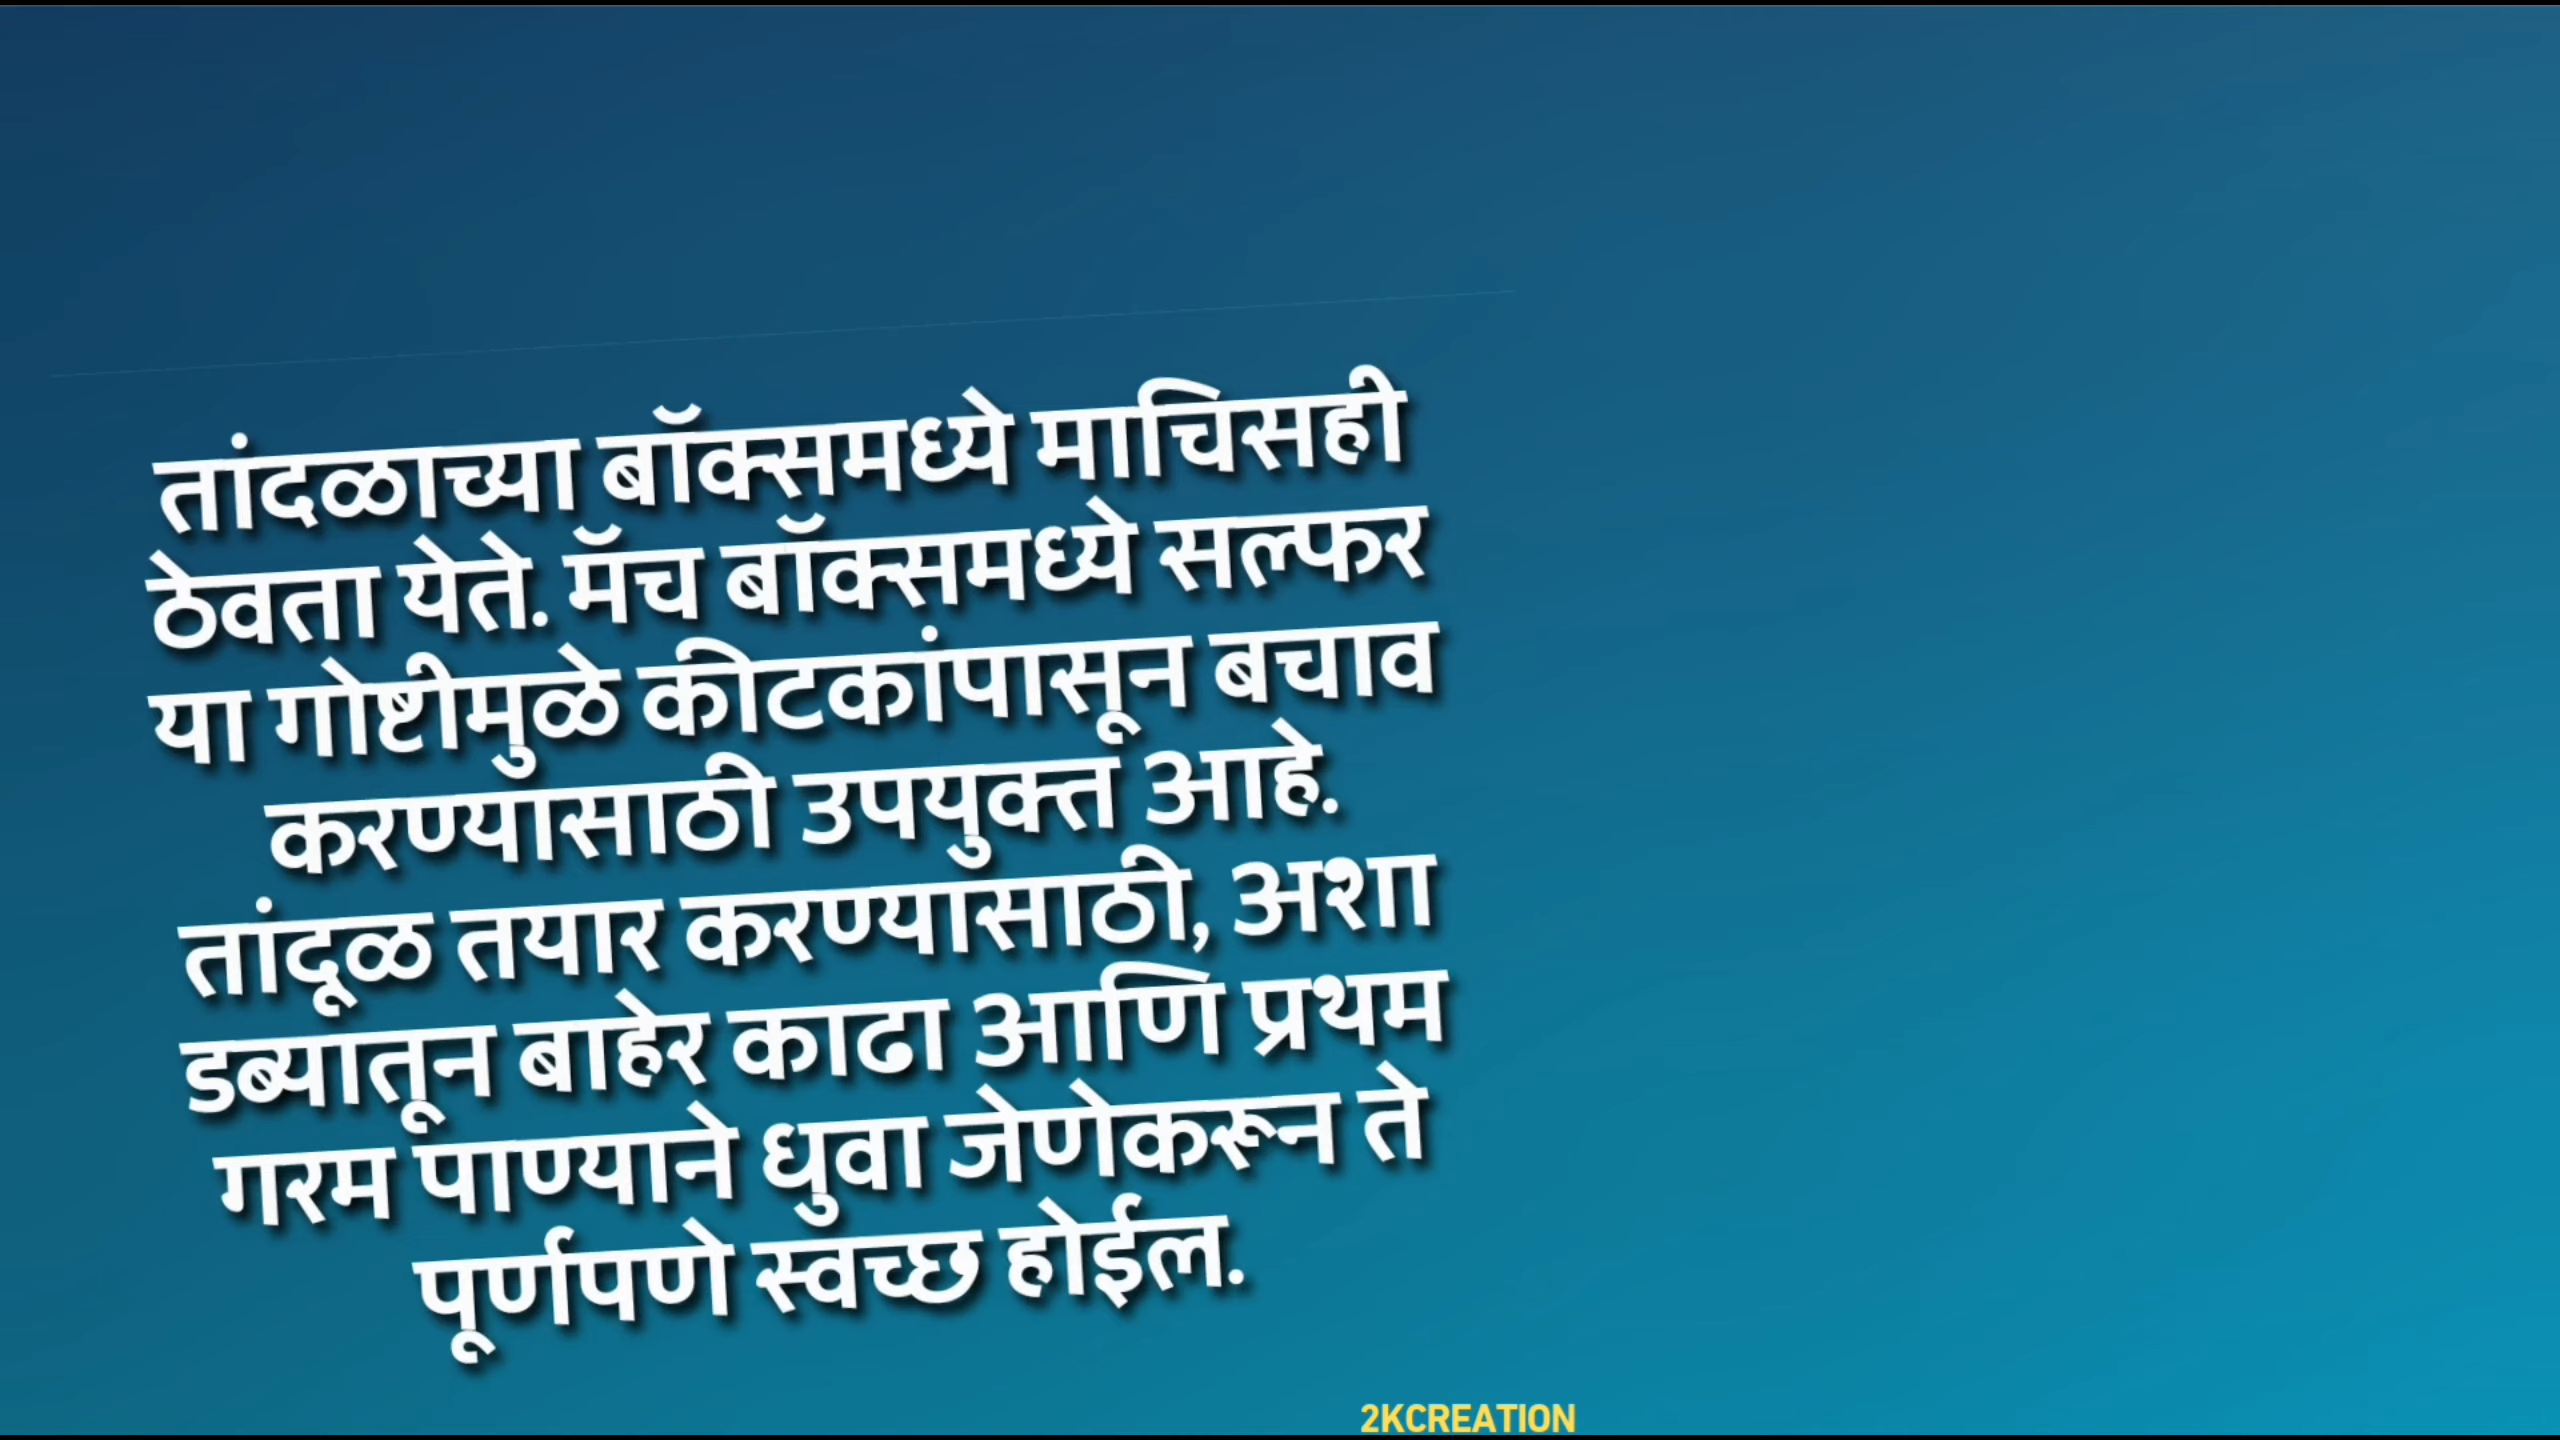 तांदळाच्या बॉक्समध्ये माचिसही
ठेवता येते. मॅच बॉक्समध्ये सल्फर
या गोष्टीमुळे कीटकांपासून बचाव
करण्यासाठी उपयुक्त आहे.
तांदूळ तयार करण्यासाठी, अशा
डब्यातून बाहेर काढा आणि प्रथम
गरम पाण्याने धुवा जेणेकरून ते
पूर्णपणे स्वच्छ होईल.
2KCREATION